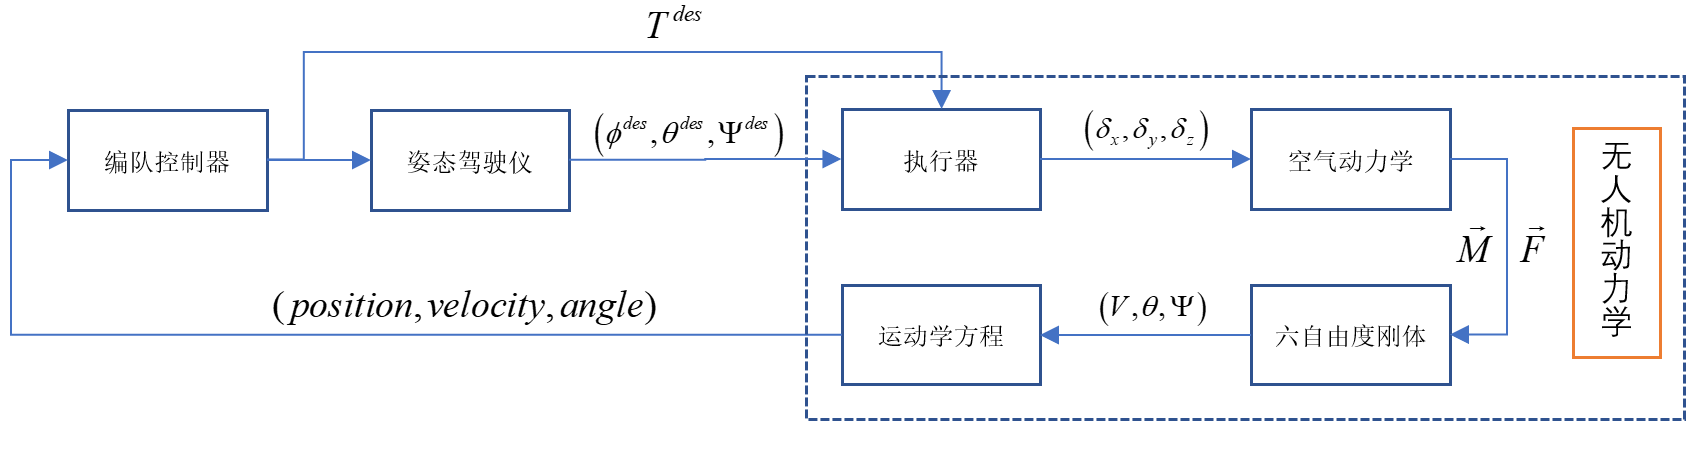 T^des
编队控制器
姿态驾驶仪
(ϕ^des, θ^des, Ψ^des)
执行器
(δ_x, δ_y, δ_z)
空气动力学
M⃗ F⃗
六自由度刚体
(V, θ, Ψ)
运动学方程
(position, velocity, angle)
无人机动力学